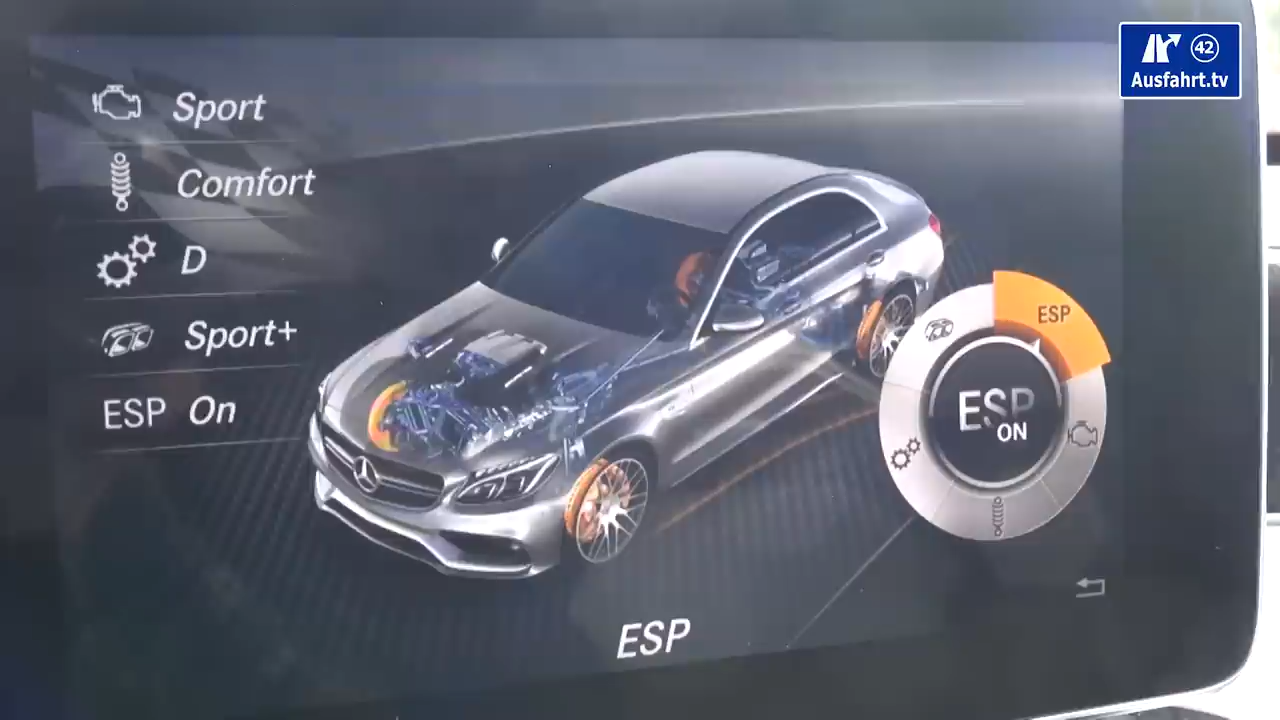 42
Ausfahrt.tv
Sport
Comfort
D
Sport+
ESP On
ESP
ESP
ON
ESP